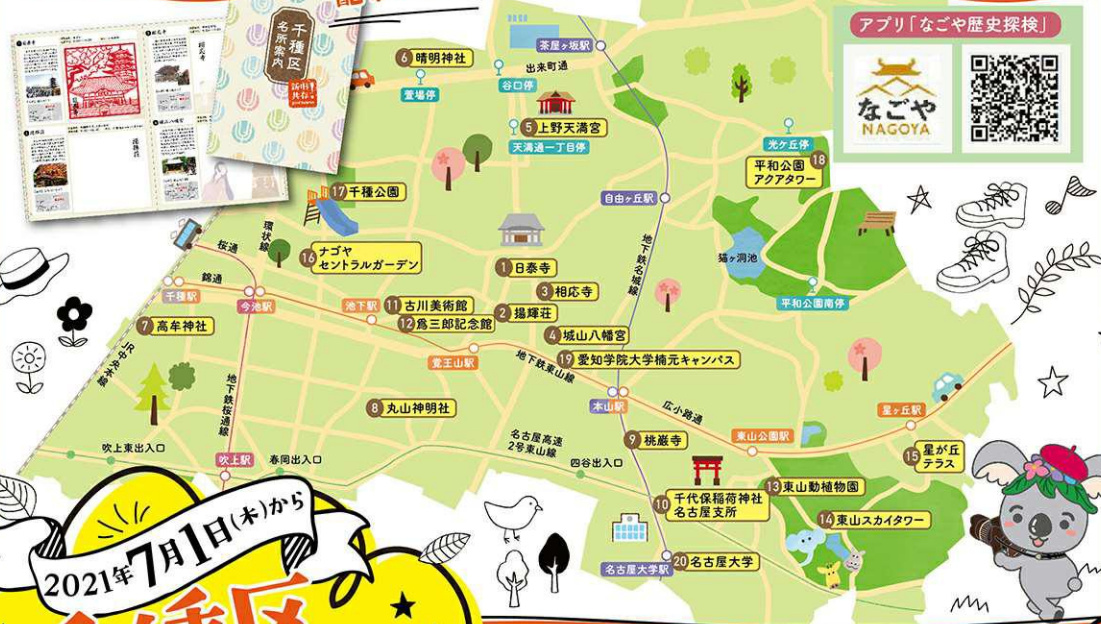 千種区
名所案内
アプリ「なごや歴史探検」
なごや
NAGOYA
茶屋ヶ坂駅
出来町通
6 晴明神社
萱場停
谷口停
5 上野天満宮
天満通一丁目停
光ケ丘停
平和公園
アクアタワー
18
17 千種公園
自由ヶ丘駅
地下鉄名城線
猫ヶ洞池
平和公園南停
環状線
桜通
錦通
16 ナゴヤ
セントラルガーデン
1 日泰寺
3 相応寺
2 揚輝荘
4 城山八幡宮
千種駅
今池駅
池下駅
11 古川美術館
12 爲三郎記念館
7 高牟神社
19 愛知学院大学楠元キャンパス
覚王山駅
地下鉄東山線
JR中央本線
地下鉄桜通線
8 丸山神明社
本山駅
広小路通
星ヶ丘駅
東山公園駅
名古屋高速
2号東山線
9 桃巌寺
15 星が丘
テラス
吹上東出入口
吹上駅
春岡出入口
四谷出入口
10 千代保稲荷神社
名古屋支所
13 東山動植物園
14 東山スカイタワー
名古屋大学駅
20 名古屋大学
2021年7月1日(木)から
種区